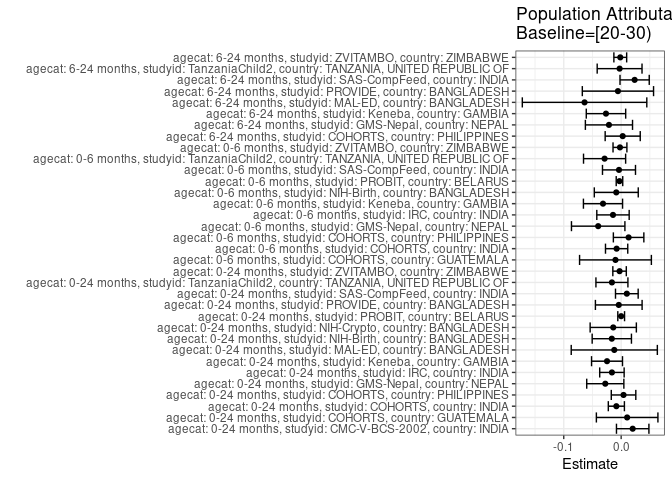 Population Attributa
Baseline=[20-30)
agecat: 6-24 months, studyid: ZVITAMBO, country: ZIMBABWE
agecat: 6-24 months, studyid: TanzaniaChild2, country: TANZANIA, UNITED REPUBLIC OF
agecat: 6-24 months, studyid: SAS-CompFeed, country: INDIA
agecat: 6-24 months, studyid: PROVIDE, country: BANGLADESH
agecat: 6-24 months, studyid: MAL-ED, country: BANGLADESH
agecat: 6-24 months, studyid: Keneba, country: GAMBIA
agecat: 6-24 months, studyid: GMS-Nepal, country: NEPAL
agecat: 6-24 months, studyid: COHORTS, country: PHILIPPINES
agecat: 0-6 months, studyid: ZVITAMBO, country: ZIMBABWE
agecat: 0-6 months, studyid: TanzaniaChild2, country: TANZANIA, UNITED REPUBLIC OF
agecat: 0-6 months, studyid: SAS-CompFeed, country: INDIA
agecat: 0-6 months, studyid: PROBIT, country: BELARUS
agecat: 0-6 months, studyid: NIH-Birth, country: BANGLADESH
agecat: 0-6 months, studyid: Keneba, country: GAMBIA
agecat: 0-6 months, studyid: IRC, country: INDIA
agecat: 0-6 months, studyid: GMS-Nepal, country: NEPAL
agecat: 0-6 months, studyid: COHORTS, country: PHILIPPINES
agecat: 0-6 months, studyid: COHORTS, country: INDIA
agecat: 0-6 months, studyid: COHORTS, country: GUATEMALA
agecat: 0-24 months, studyid: ZVITAMBO, country: ZIMBABWE
agecat: 0-24 months, studyid: TanzaniaChild2, country: TANZANIA, UNITED REPUBLIC OF
agecat: 0-24 months, studyid: SAS-CompFeed, country: INDIA
agecat: 0-24 months, studyid: PROVIDE, country: BANGLADESH
agecat: 0-24 months, studyid: PROBIT, country: BELARUS
agecat: 0-24 months, studyid: NIH-Crypto, country: BANGLADESH
agecat: 0-24 months, studyid: NIH-Birth, country: BANGLADESH
agecat: 0-24 months, studyid: MAL-ED, country: BANGLADESH
agecat: 0-24 months, studyid: Keneba, country: GAMBIA
agecat: 0-24 months, studyid: IRC, country: INDIA
agecat: 0-24 months, studyid: GMS-Nepal, country: NEPAL
agecat: 0-24 months, studyid: COHORTS, country: PHILIPPINES
agecat: 0-24 months, studyid: COHORTS, country: INDIA
agecat: 0-24 months, studyid: COHORTS, country: GUATEMALA
agecat: 0-24 months, studyid: CMC-V-BCS-2002, country: INDIA
-0.1 0.0
Estimate